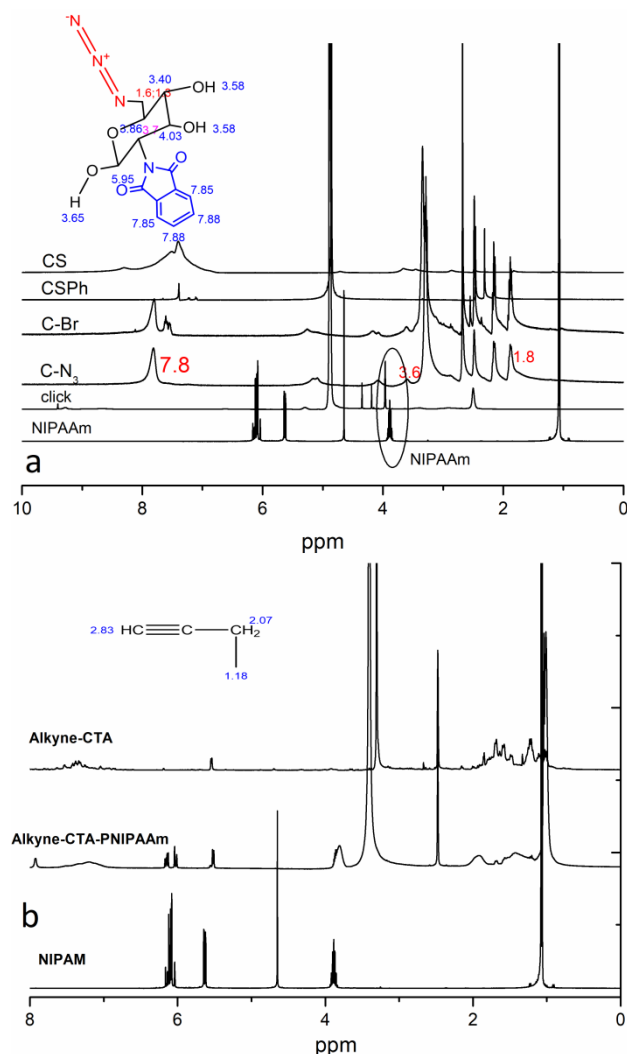 ⁻N
N⁺
N
3.40
OH 3.58
1.6;1.8
O 3.86 3.7 OH 3.58
4.03
O N O
5.95 O
H 7.85
3.65 7.85 7.88
7.88
CS
CSPh
C-Br
C-N₃ 7.8 3.6 1.8
click
NIPAAm
NIPAAm
a
10 8 6 4 2 0
ppm
2.83 HC C CH₂ 2.07
1.18
Alkyne-CTA
Alkyne-CTA-PNIPAAm
b
NIPAM
8 6 4 2 0
ppm